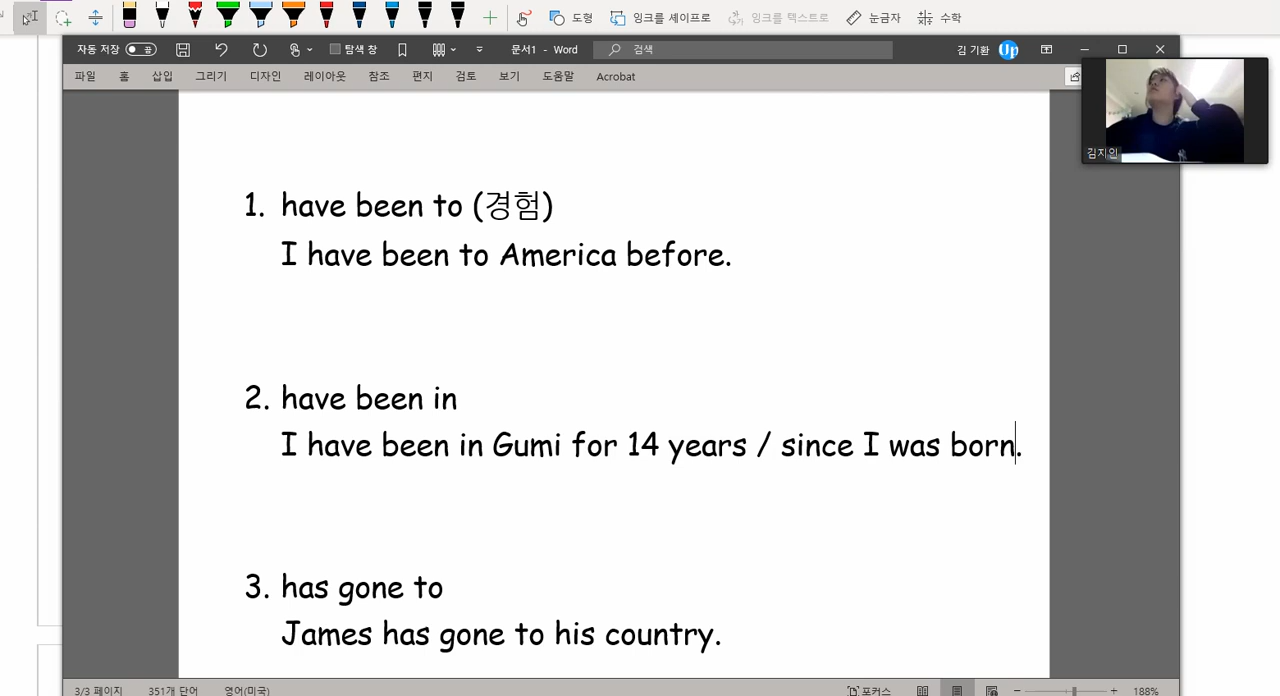 도형 잉크를 셰이프로 잉크를 텍스트로 눈금자 수학
자동 저장 끔 탐색 창 문서1 - Word 검색 김 기환 Up
파일 홈 삽입 그리기 디자인 레이아웃 참조 편지 검토 보기 도움말 Acrobat
김지인
1. have been to (경험)
I have been to America before.
2. have been in
I have been in Gumi for 14 years / since I was born.
3. has gone to
James has gone to his country.
3/3 페이지 351개 단어 영어(미국) 포커스 188%